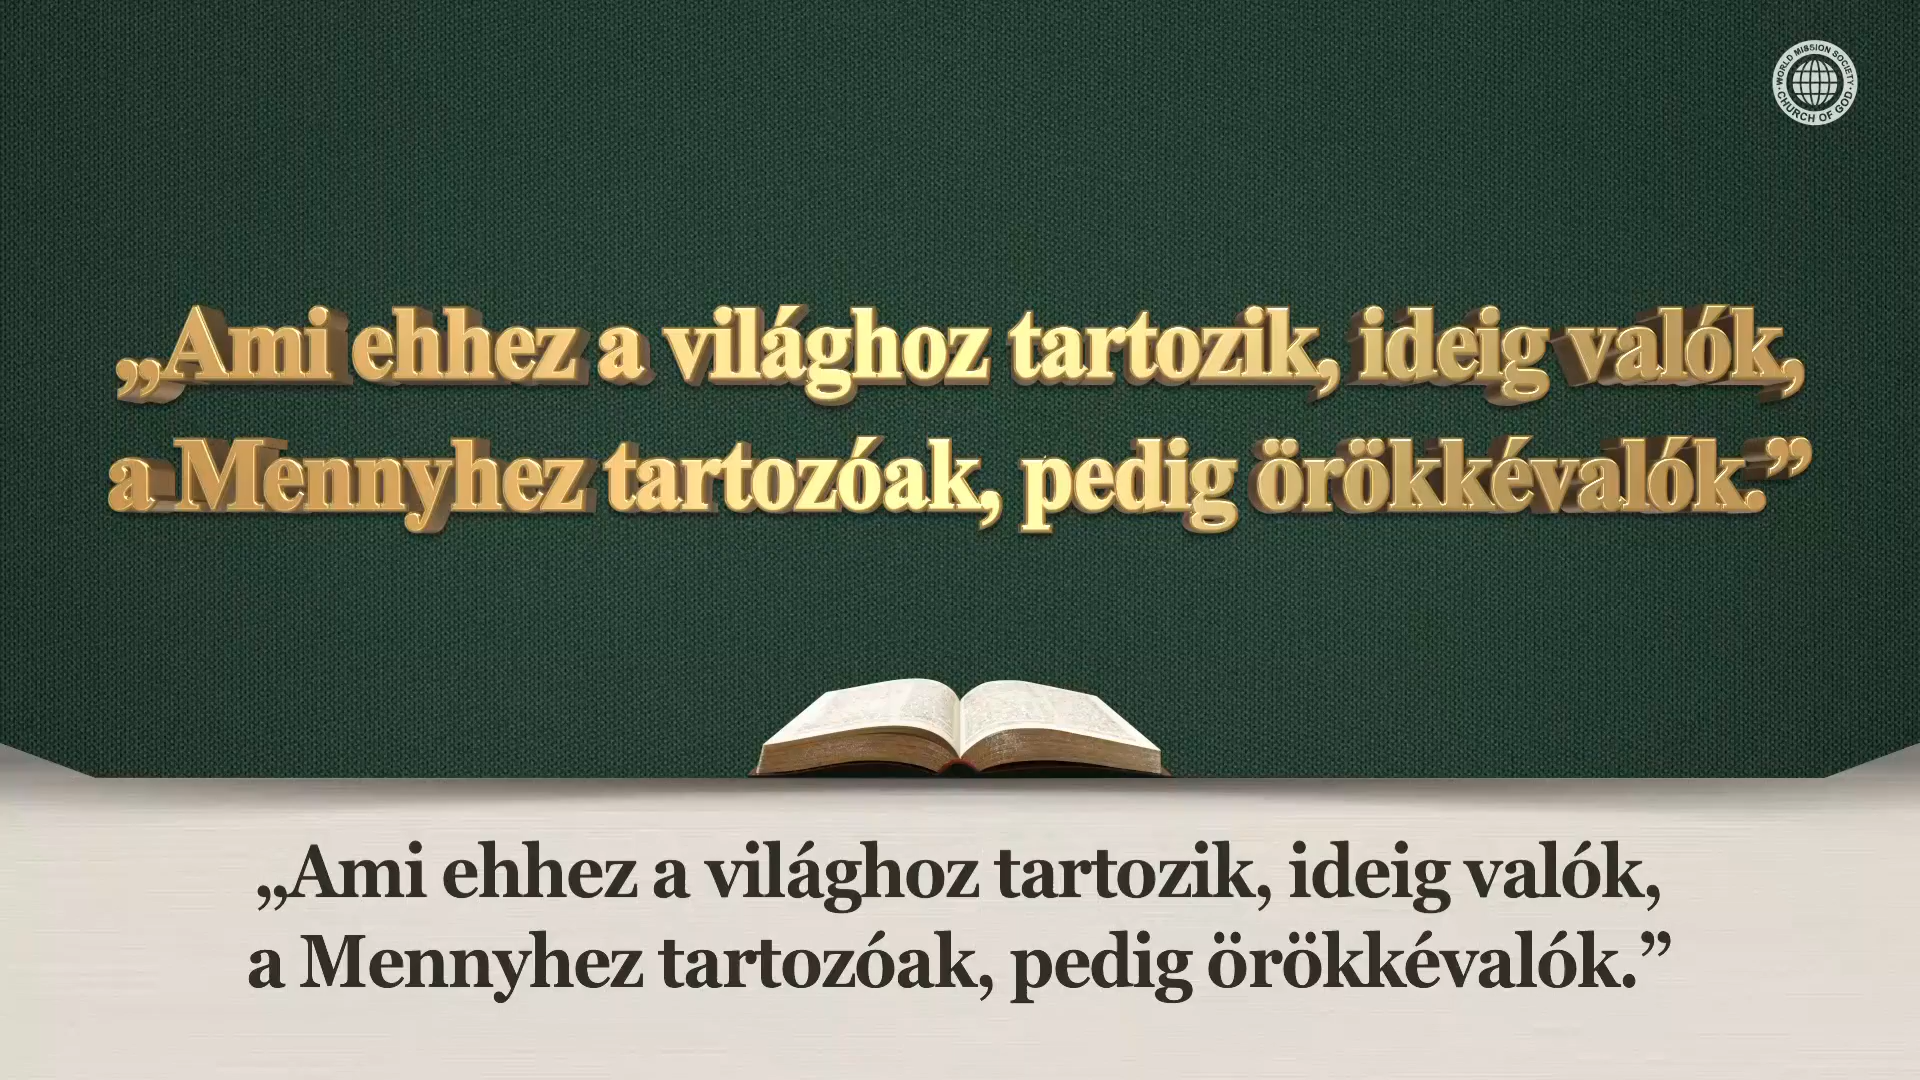 WORLD MISSION SOCIETY
CHURCH OF GOD
„Ami ehhez a világhoz tartozik, ideig valók,
a Mennyhez tartozóak, pedig örökkévalók.”
„Ami ehhez a világhoz tartozik, ideig valók,
a Mennyhez tartozóak, pedig örökkévalók.”